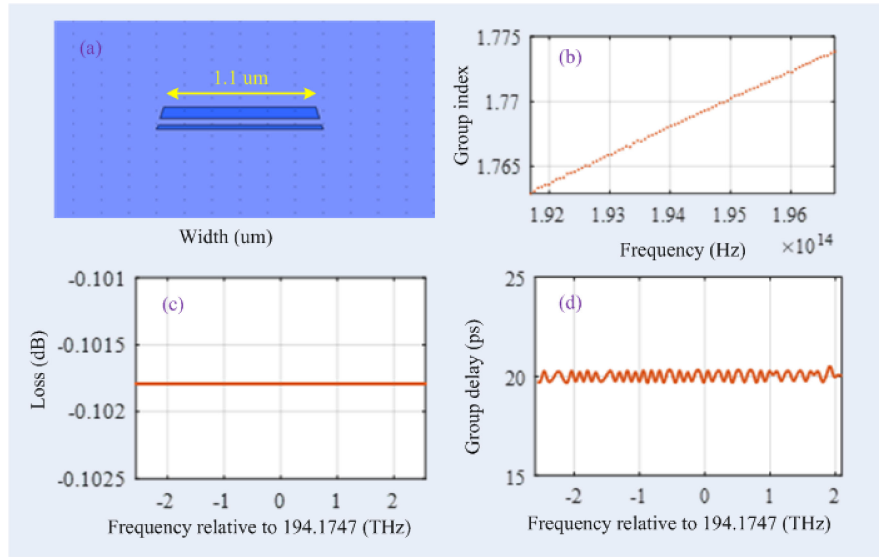 (a)
1.1 um
Width (um)
(b)
Group index
1.775
1.77
1.765
1.92 1.93 1.94 1.95 1.96
Frequency (Hz) ×10^14
(c)
Loss (dB)
-0.101
-0.1015
-0.102
-0.1025
-2 -1 0 1 2
Frequency relative to 194.1747 (THz)
(d)
Group delay (ps)
25
20
15
-2 -1 0 1 2
Frequency relative to 194.1747 (THz)